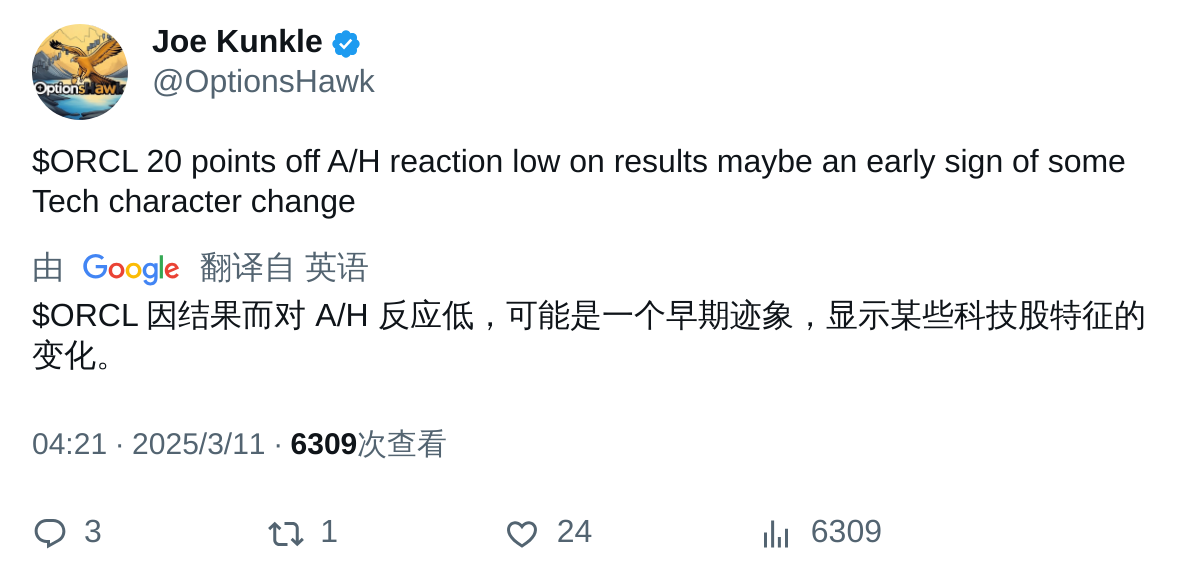 OptionsHawk
Joe Kunkle
@OptionsHawk
$ORCL 20 points off A/H reaction low on results maybe an early sign of some
Tech character change
由 Google 翻译自 英语
$ORCL 因结果而对 A/H 反应低，可能是一个早期迹象，显示某些科技股特征的
变化。
04:21 · 2025/3/11 · 6309次查看
3 1 24 6309